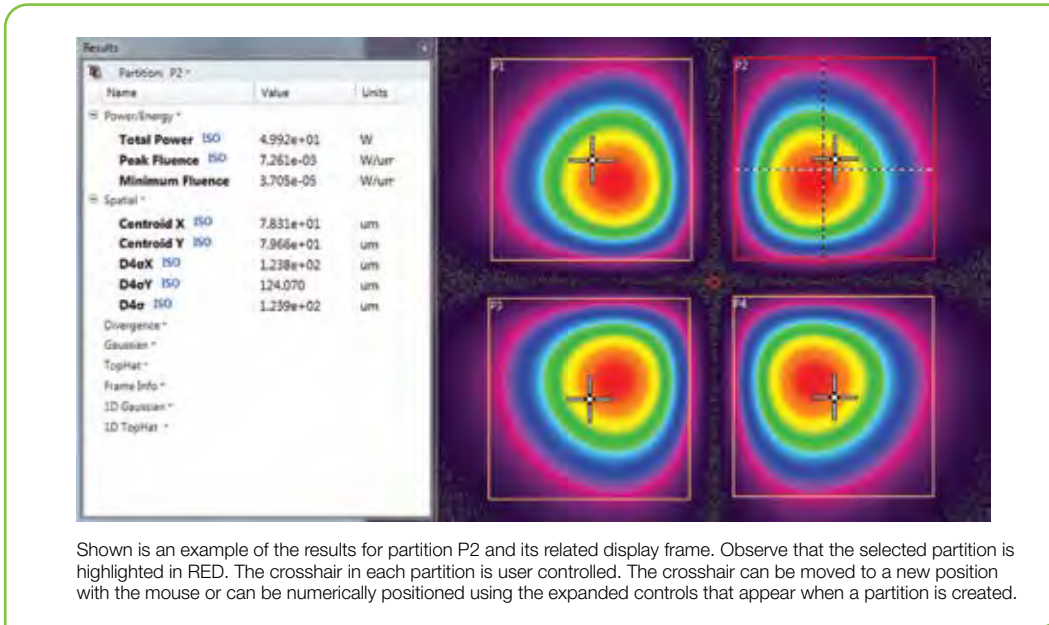 Results
Partition: P2
Name Value Units
Power/Energy
Total Power ISO 4.992e+01 W
Peak Fluence ISO 7.261e-03 W/um
Minimum Fluence 3.705e-05 W/um
Spatial
Centroid X ISO 7.831e+01 um
Centroid Y ISO 7.966e+01 um
D4σX ISO 1.238e+02 um
D4σY ISO 124.070 um
D4σ ISO 1.239e+02 um
Divergence
Gaussian
TopHat
Frame Info
1D Gaussian
1D TopHat
P1 P2
P3 P4
Shown is an example of the results for partition P2 and its related display frame. Observe that the selected partition is
highlighted in RED. The crosshair in each partition is user controlled. The crosshair can be moved to a new position
with the mouse or can be numerically positioned using the expanded controls that appear when a partition is created.